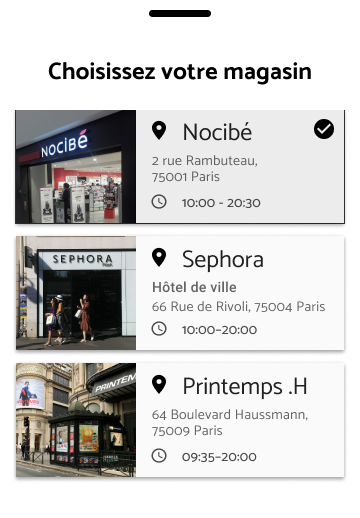 Choisissez votre magasin
NOCIBÉ
Nocibé
2 rue Rambuteau,
75001 Paris
10:00 - 20:30
SEPHORA
Sephora
Hôtel de ville
66 Rue de Rivoli, 75004 Paris
10:00–20:00
PRINTEM
Printemps .H
64 Boulevard Haussmann,
75009 Paris
09:35–20:00